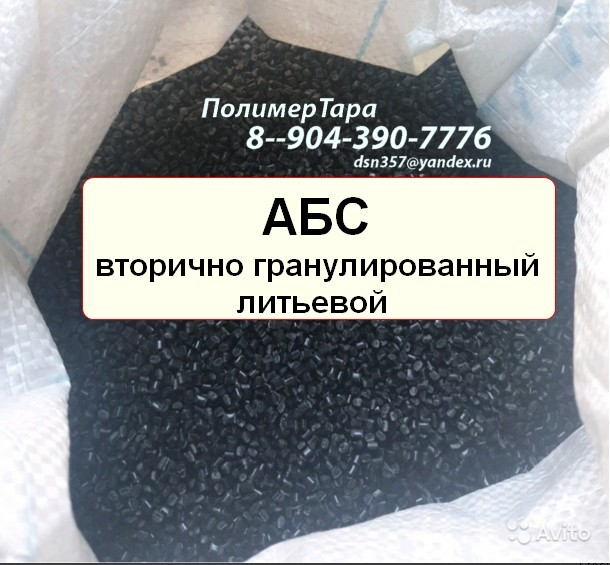 ПолимерТара
8--904-390-7776
dsn357@yandex.ru
АБС
вторично гранулированный
литьевой
Avito